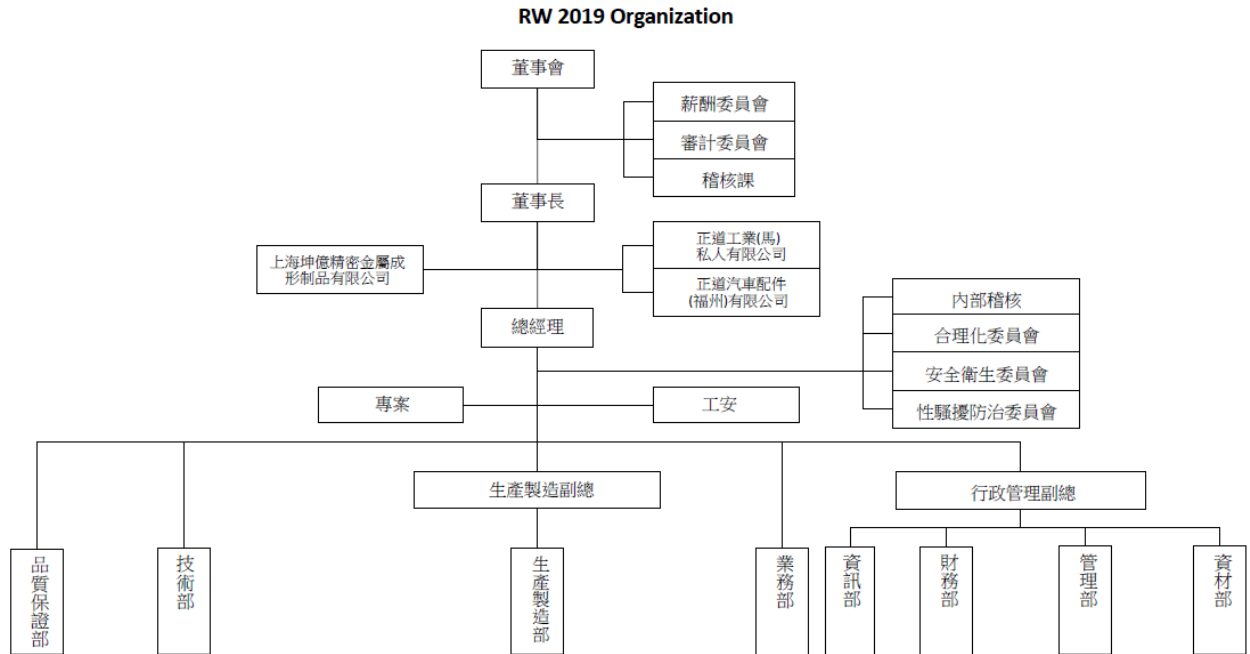 RW 2019 Organization
董事會
薪酬委員會
審計委員會
稽核課
董事長
正道工業(馬)
私人有限公司
上海坤億精密金屬成
形制品有限公司
正道汽車配件
(福州)有限公司
內部稽核
總經理
合理化委員會
安全衛生委員會
專案
工安
性騷擾防治委員會
生產製造副總
行政管理副總
品質保證部
技術部
生產製造部
業務部
資訊部
財務部
管理部
資材部